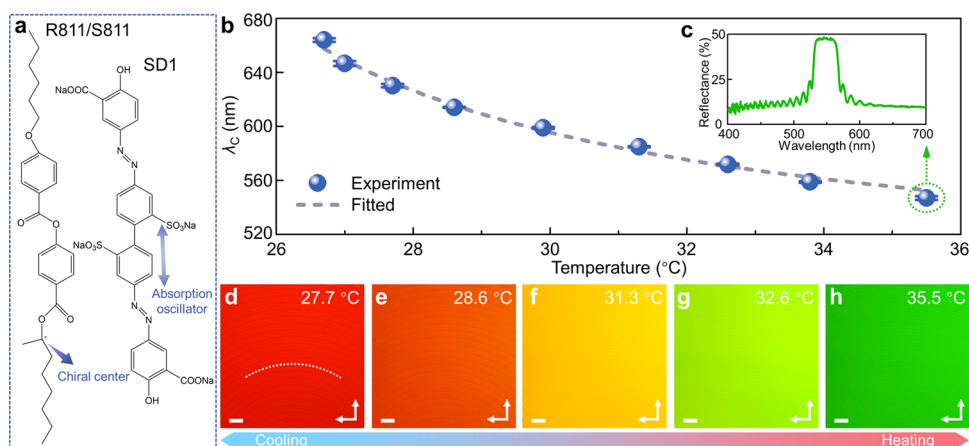 a
R811/S811
SD1
OH
NaOOC
N
N
O
O
O
SO₃Na
NaO₃S
Absorption
oscillator
O
O
*
N
N
Chiral center
COONa
OH
b
680
640
600
560
520
λC (nm)
26
28
30
32
34
36
Temperature (°C)
Experiment
Fitted
c
50
25
0
Reflectance (%)
400
500
600
700
Wavelength (nm)
d
27.7 °C
e
28.6 °C
f
31.3 °C
g
32.6 °C
h
35.5 °C
Cooling
Heating